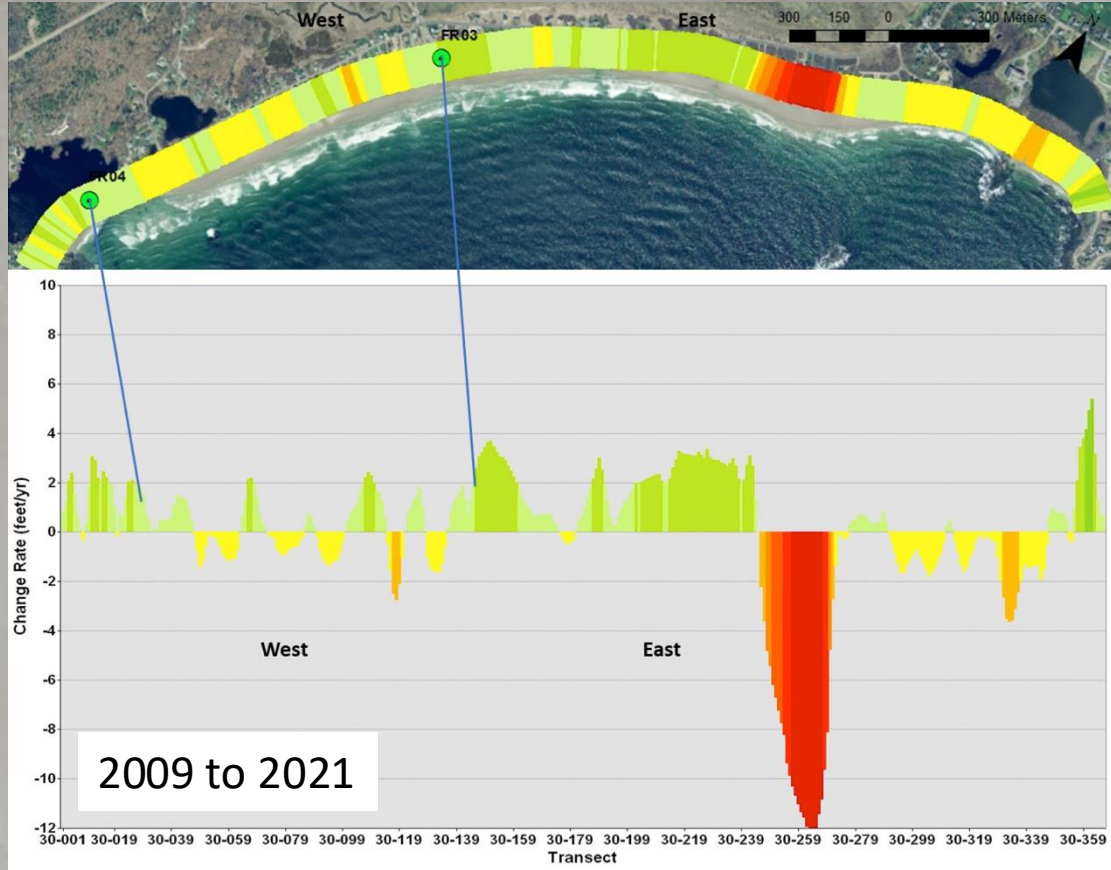 West
East
300 150 0 300 Meters
N
FR03
FR04
10
8
6
4
2
0
-2
-4
-6
-8
-10
-12
Change Rate (feet/yr)
West
East
2009 to 2021
30-001 30-019 30-039 30-059 30-079 30-099 30-119 30-139 30-159 30-179 30-199 30-219 30-239 30-259 30-279 30-299 30-319 30-339 30-359
Transect